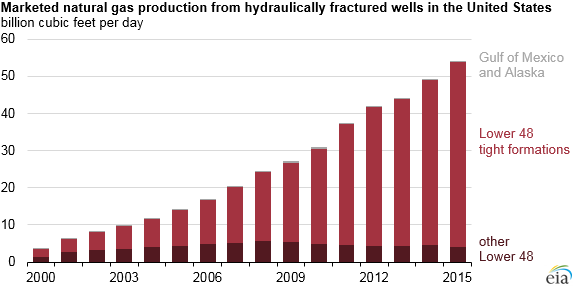 Marketed natural gas production from hydraulically fractured wells in the United States
billion cubic feet per day
60
50
40
30
20
10
0
Gulf of Mexico
and Alaska
Lower 48
tight formations
other
Lower 48
2000 2003 2006 2009 2012 2015
eia